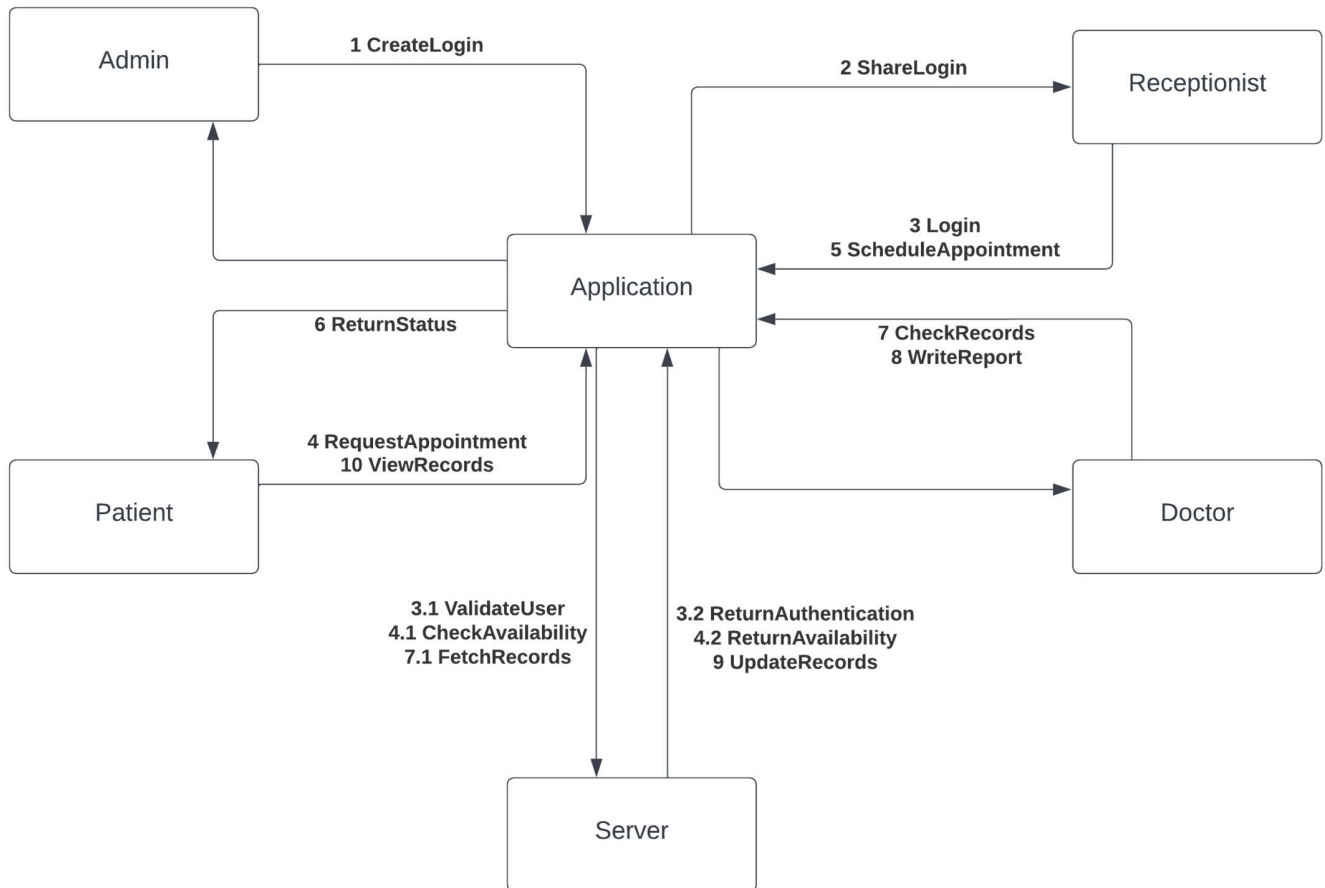 Admin
1 CreateLogin
2 ShareLogin
Receptionist
3 Login
5 ScheduleAppointment
Application
6 ReturnStatus
7 CheckRecords
8 WriteReport
4 RequestAppointment
10 ViewRecords
Patient
Doctor
3.1 ValidateUser
4.1 CheckAvailability
7.1 FetchRecords
3.2 ReturnAuthentication
4.2 ReturnAvailability
9 UpdateRecords
Server